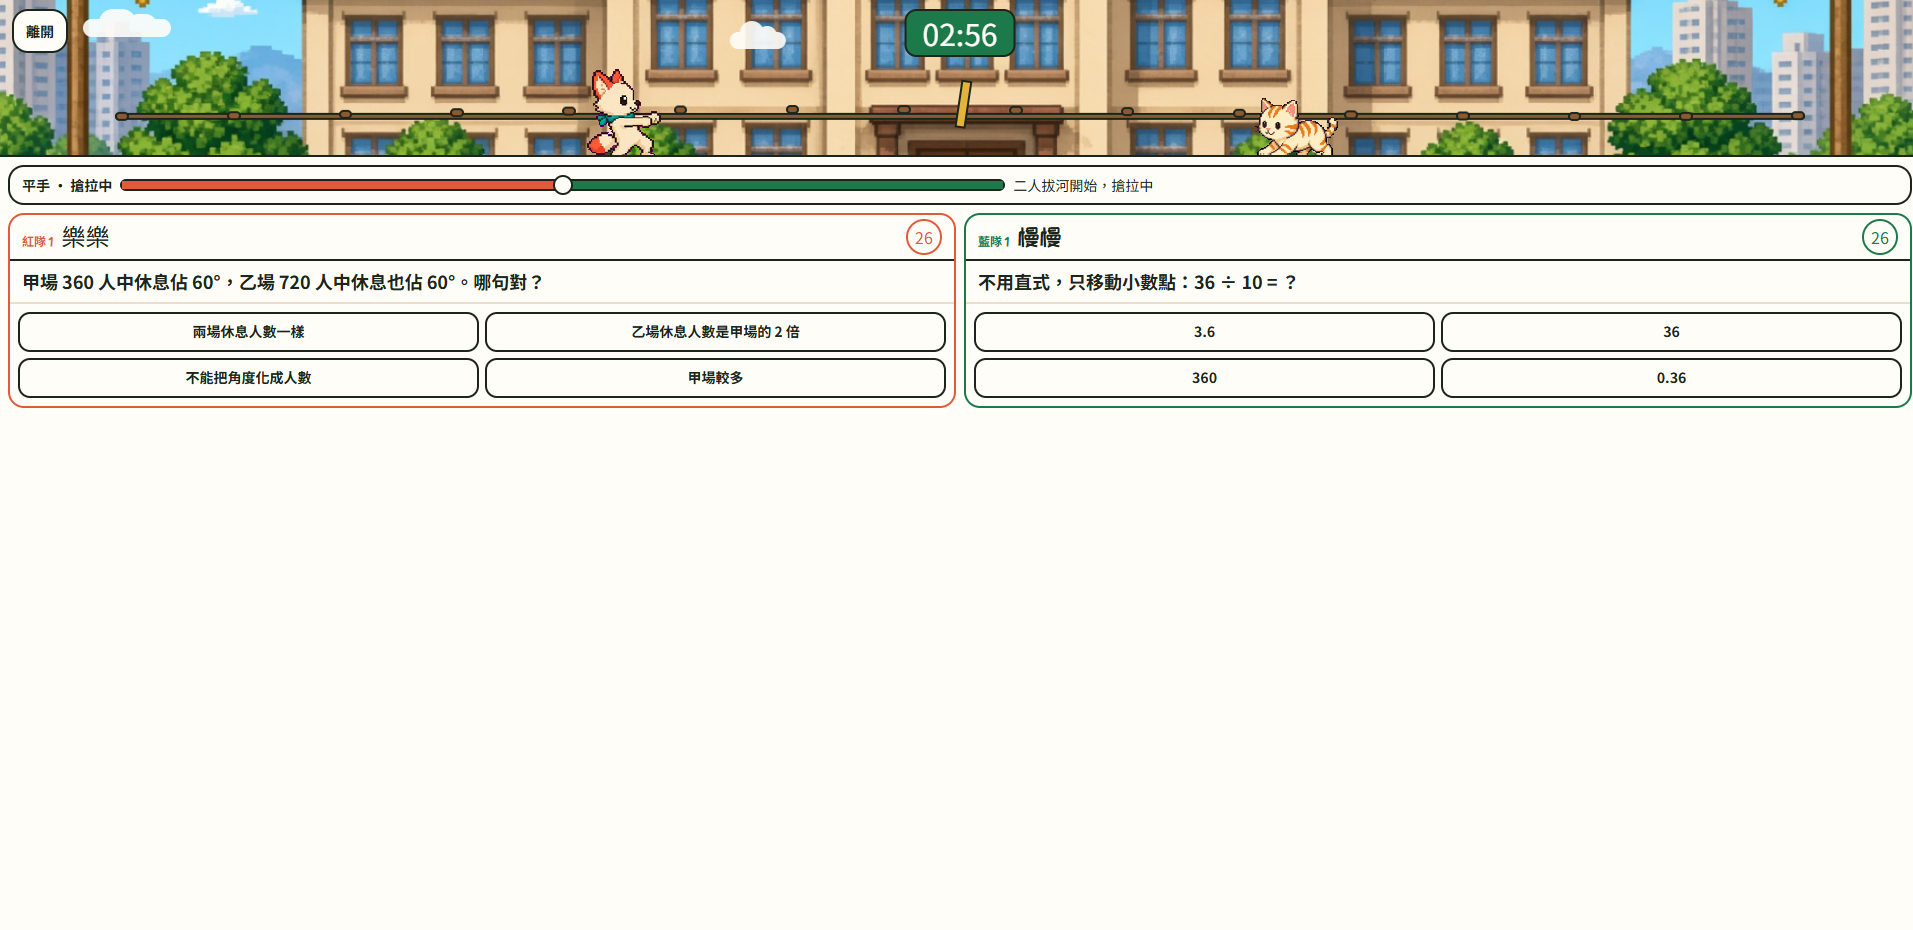 離開
02:56
平手 · 搶拉中
二人拔河開始，搶拉中
紅隊1 樂樂
26
甲場 360 人中休息佔 60°，乙場 720 人中休息也佔 60°。哪句對？
兩場休息人數一樣
乙場休息人數是甲場的 2 倍
不能把角度化成人數
甲場較多
藍隊1 慢慢
26
不用直式，只移動小數點：36 ÷ 10 = ？
3.6
36
360
0.36